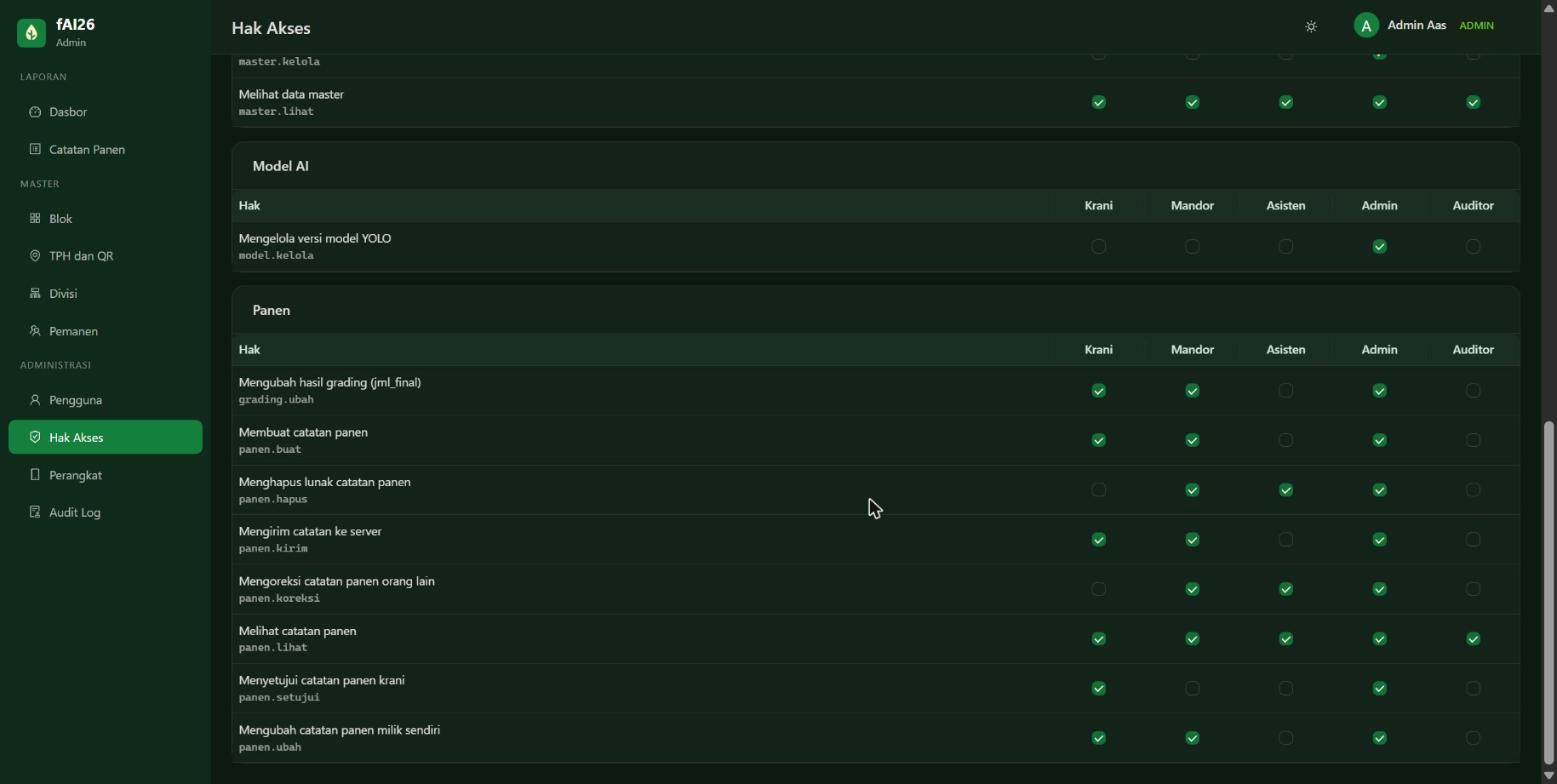 fAI26
Admin
Hak Akses
A
Admin Aas
ADMIN
LAPORAN
Dasbor
Catatan Panen
MASTER
Blok
TPH dan QR
Divisi
Pemanen
ADMINISTRASI
Pengguna
Hak Akses
Perangkat
Audit Log
master.kelola
Melihat data master
master.lihat
Model AI
Hak Krani Mandor Asisten Admin Auditor
Mengelola versi model YOLO
model.kelola
Panen
Hak Krani Mandor Asisten Admin Auditor
Mengubah hasil grading (jml_final)
grading.ubah
Membuat catatan panen
panen.buat
Menghapus lunak catatan panen
panen.hapus
Mengirim catatan ke server
panen.kirim
Mengoreksi catatan panen orang lain
panen.koreksi
Melihat catatan panen
panen.lihat
Menyetujui catatan panen krani
panen.setujui
Mengubah catatan panen milik sendiri
panen.ubah